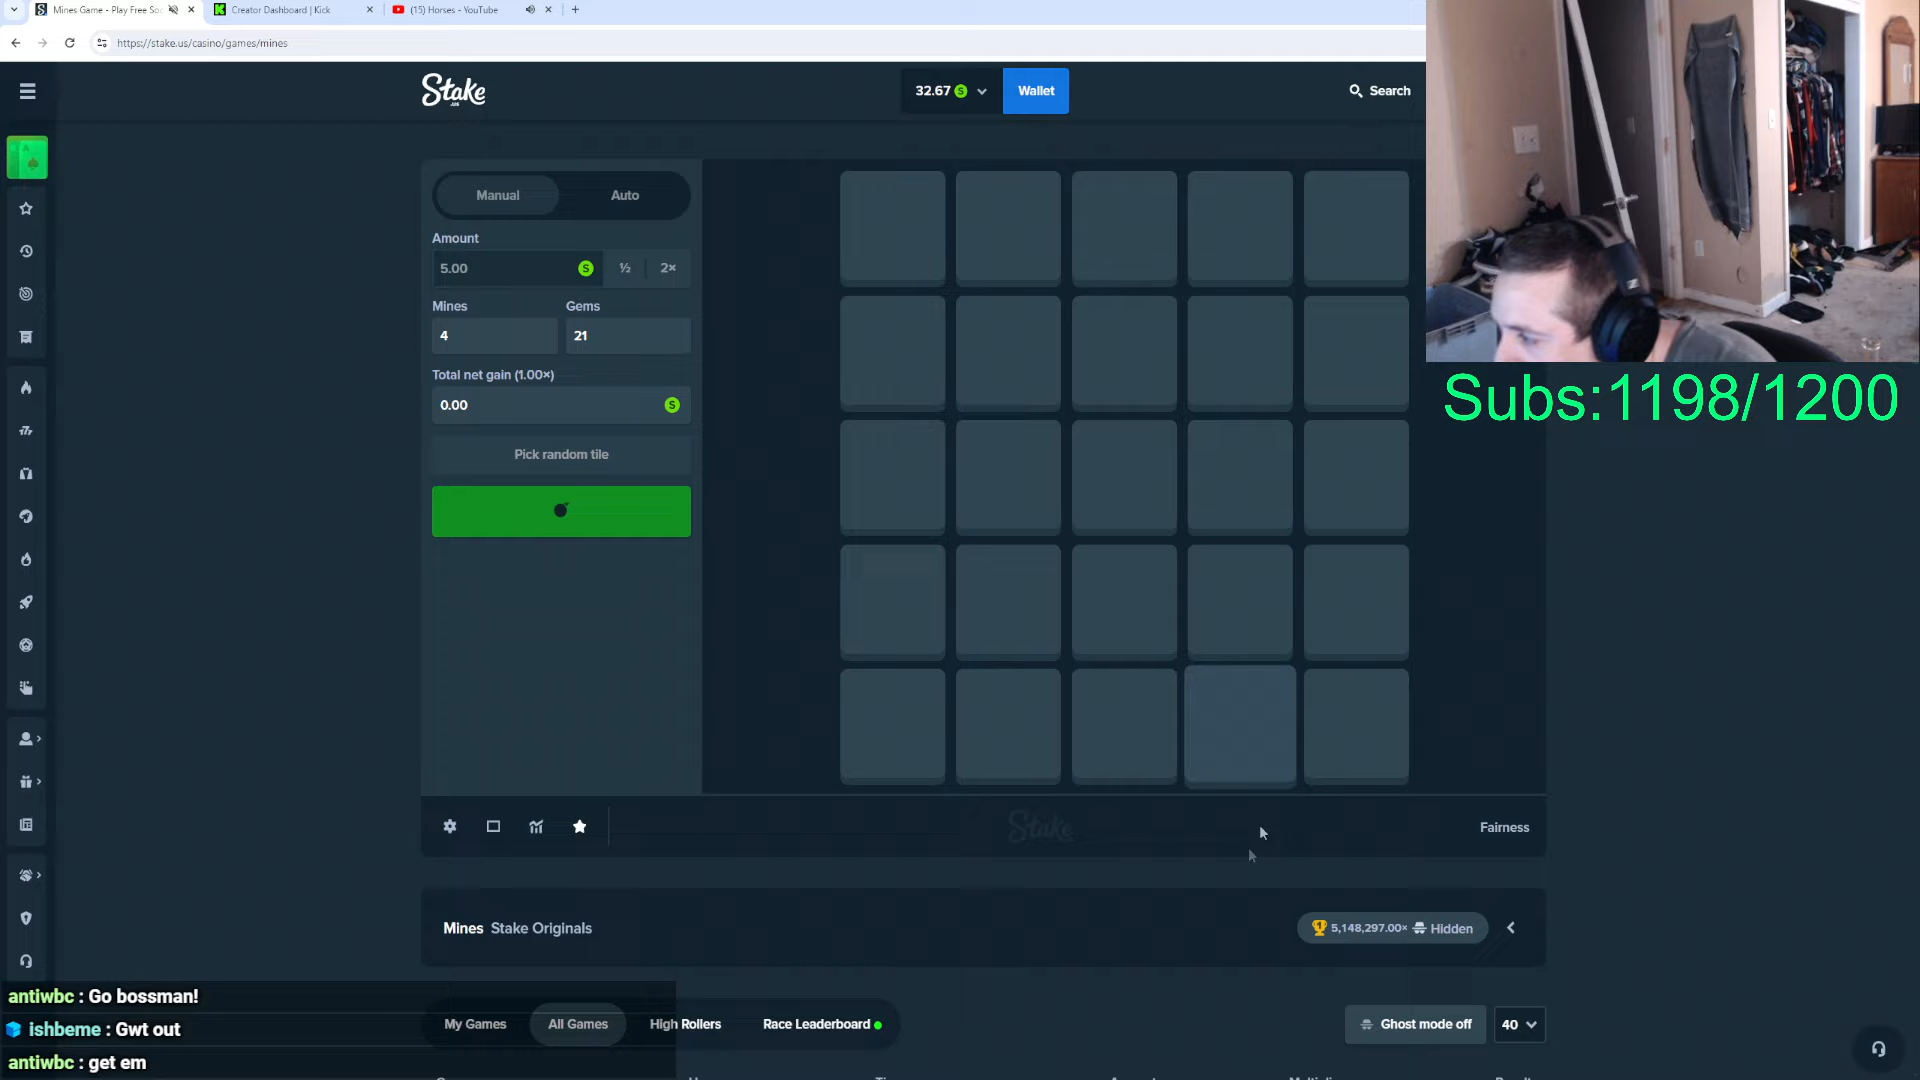 Mines Game - Play Free Soc
Creator Dashboard | Kick
(15) Horses - YouTube
https://stake.us/casino/games/mines
Stake
.us
32.67
Wallet
Search
Manual
Auto
Amount
5.00
½
2×
Mines
Gems
4
21
Total net gain (1.00×)
0.00
Pick random tile
Subs:1198/1200
Stake
Fairness
Mines Stake Originals
5,148,297.00× Hidden
antiwbc : Go bossman!
ishbeme : Gwt out
antiwbc : get em
My Games
All Games
High Rollers
Race Leaderboard
Ghost mode off
40